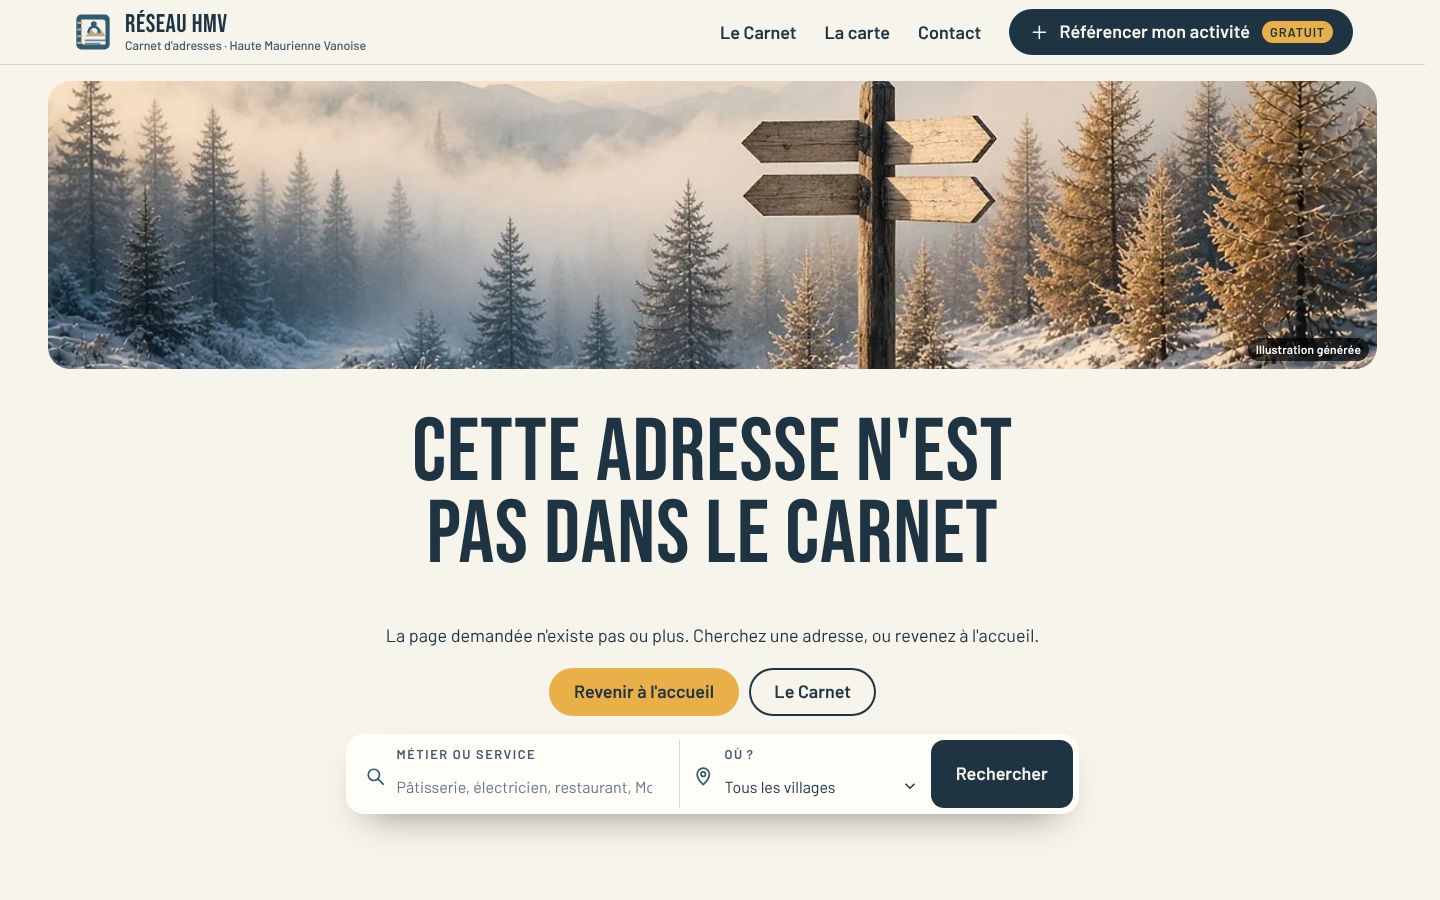 RÉSEAU HMV
Carnet d'adresses · Haute Maurienne Vanoise
Le Carnet
La carte
Contact
Référencer mon activité
GRATUIT
Illustration générée
CETTE ADRESSE N'EST
PAS DANS LE CARNET
La page demandée n'existe pas ou plus. Cherchez une adresse, ou revenez à l'accueil.
Revenir à l'accueil
Le Carnet
MÉTIER OU SERVICE
Pâtisserie, électricien, restaurant,
OÙ ?
Tous les villages
Rechercher